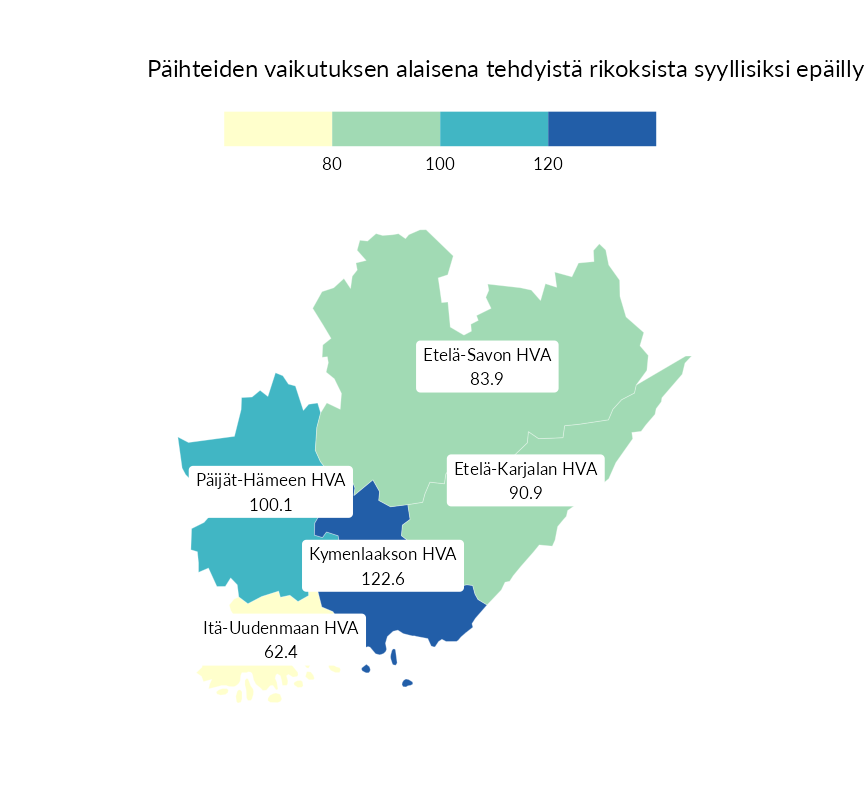 Päihteiden vaikutuksen alaisena tehdyistä rikoksista syyllisiksi epäilly
80 100 120
Etelä-Savon HVA
83.9
Etelä-Karjalan HVA
90.9
Päijät-Hämeen HVA
100.1
Kymenlaakson HVA
122.6
Itä-Uudenmaan HVA
62.4